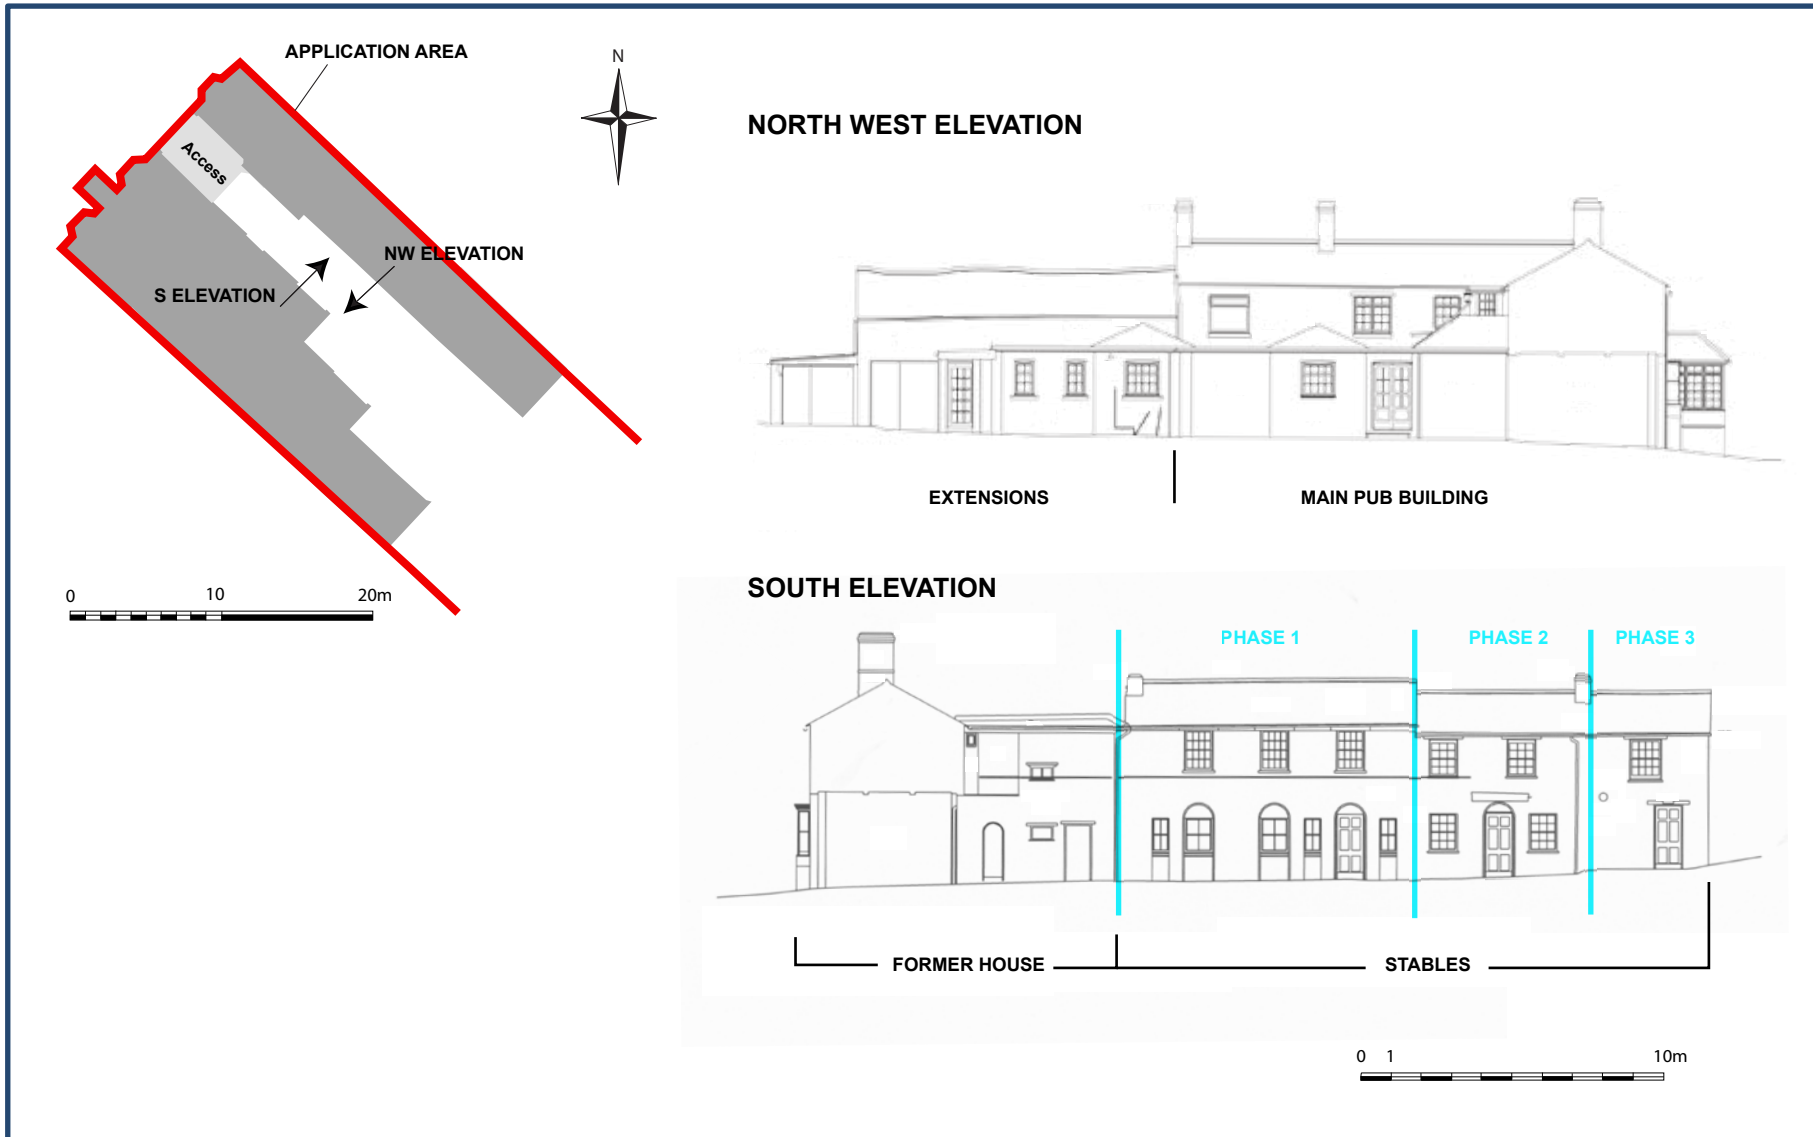 APPLICATION AREA
N
Access
NW ELEVATION
S ELEVATION
0 10 20m
NORTH WEST ELEVATION
EXTENSIONS
MAIN PUB BUILDING
SOUTH ELEVATION
PHASE 1
PHASE 2
PHASE 3
FORMER HOUSE
STABLES
0 1 10m